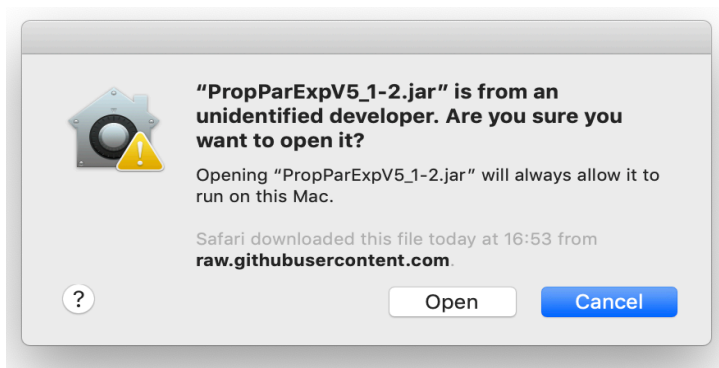 “PropParExpV5_1-2.jar” is from an
unidentified developer. Are you sure you
want to open it?
Opening “PropParExpV5_1-2.jar” will always allow it to
run on this Mac.
Safari downloaded this file today at 16:53 from
raw.githubusercontent.com.
?
Open
Cancel